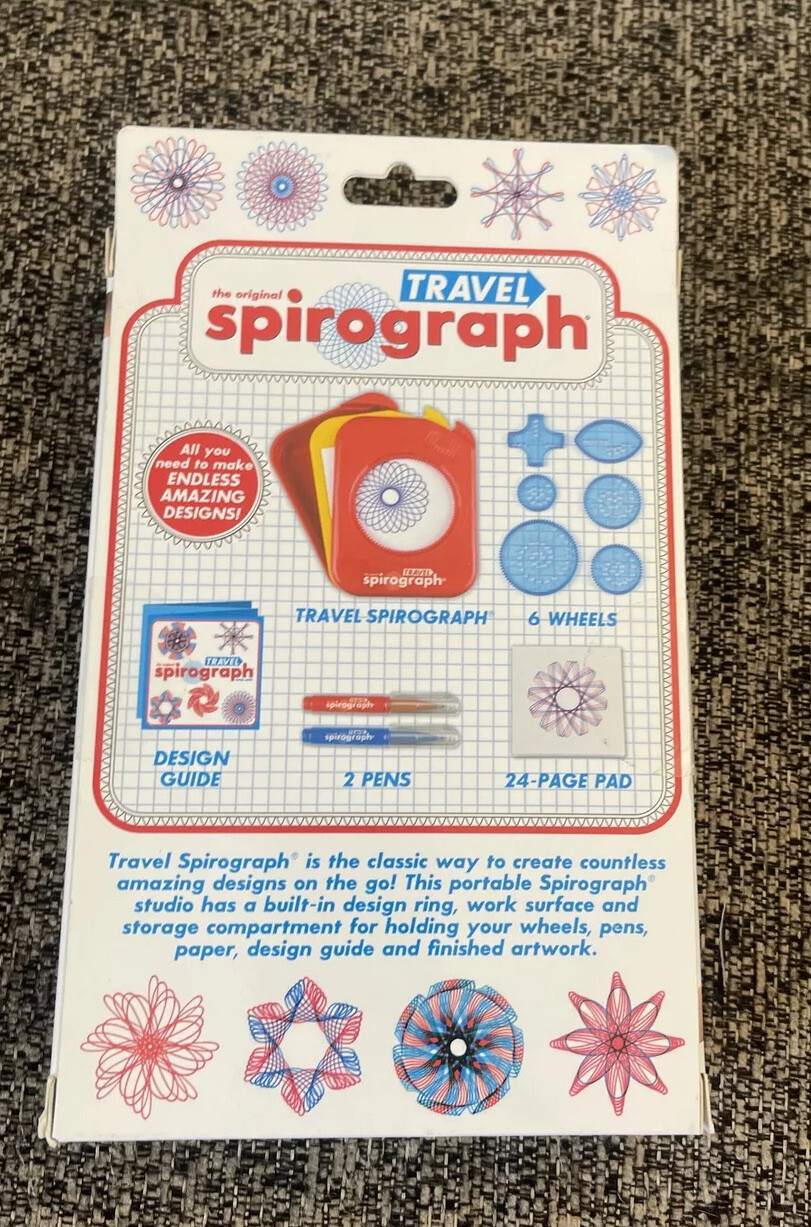 the original
TRAVEL
spirograph®
All you
need to make
ENDLESS
AMAZING
DESIGNS!
TRAVEL
spirograph®
TRAVEL SPIROGRAPH®
6 WHEELS
TRAVEL
spirograph
spirograph
spirograph
DESIGN
GUIDE
2 PENS
24-PAGE PAD
Travel Spirograph® is the classic way to create countless
amazing designs on the go! This portable Spirograph®
studio has a built-in design ring, work surface and
storage compartment for holding your wheels, pens,
paper, design guide and finished artwork.